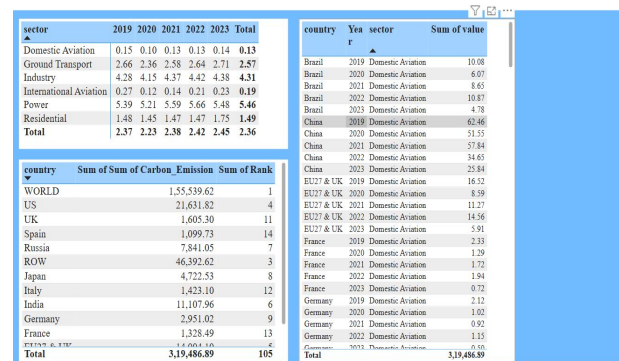 sector 2019 2020 2021 2022 2023 Total
Domestic Aviation 0.15 0.10 0.13 0.13 0.14 0.13
Ground Transport 2.66 2.36 2.58 2.64 2.71 2.57
Industry 4.28 4.15 4.37 4.42 4.38 4.31
International Aviation 0.27 0.12 0.14 0.21 0.23 0.19
Power 5.39 5.21 5.59 5.66 5.48 5.46
Residential 1.48 1.45 1.47 1.47 1.75 1.49
Total 2.37 2.23 2.38 2.42 2.45 2.36
country Sum of Sum of Carbon_Emission Sum of Rank
WORLD 1,55,539.62 1
US 21,631.82 4
UK 1,605.30 11
Spain 1,099.73 14
Russia 7,841.05 7
ROW 46,392.62 3
Japan 4,722.53 8
Italy 1,423.10 12
India 11,107.96 6
Germany 2,951.02 9
France 1,328.49 13
EU27 & UK 14,004.10 5
Total 3,19,486.89 105
country Yea sector Sum of value
r
Brazil 2019 Domestic Aviation 10.08
Brazil 2020 Domestic Aviation 6.07
Brazil 2021 Domestic Aviation 8.65
Brazil 2022 Domestic Aviation 10.87
Brazil 2023 Domestic Aviation 4.78
China 2019 Domestic Aviation 62.46
China 2020 Domestic Aviation 51.55
China 2021 Domestic Aviation 57.84
China 2022 Domestic Aviation 34.65
China 2023 Domestic Aviation 25.84
EU27 & UK 2019 Domestic Aviation 16.52
EU27 & UK 2020 Domestic Aviation 8.59
EU27 & UK 2021 Domestic Aviation 11.27
EU27 & UK 2022 Domestic Aviation 14.56
EU27 & UK 2023 Domestic Aviation 5.91
France 2019 Domestic Aviation 2.33
France 2020 Domestic Aviation 1.29
France 2021 Domestic Aviation 1.72
France 2022 Domestic Aviation 1.94
France 2023 Domestic Aviation 0.72
Germany 2019 Domestic Aviation 2.12
Germany 2020 Domestic Aviation 1.02
Germany 2021 Domestic Aviation 0.92
Germany 2022 Domestic Aviation 1.15
Germany 2023 Domestic Aviation 0.50
Total 3,19,486.89